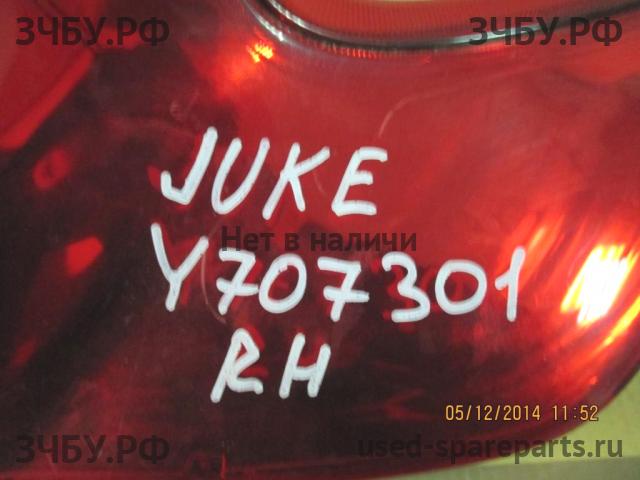 ЗЧБУ.РФ ЗЧБУ.РФ
JUKE
Нет в наличи
Y707301
RH
05/12/2014 11:52
ЗЧБУ.РФ used-spareparts.ru